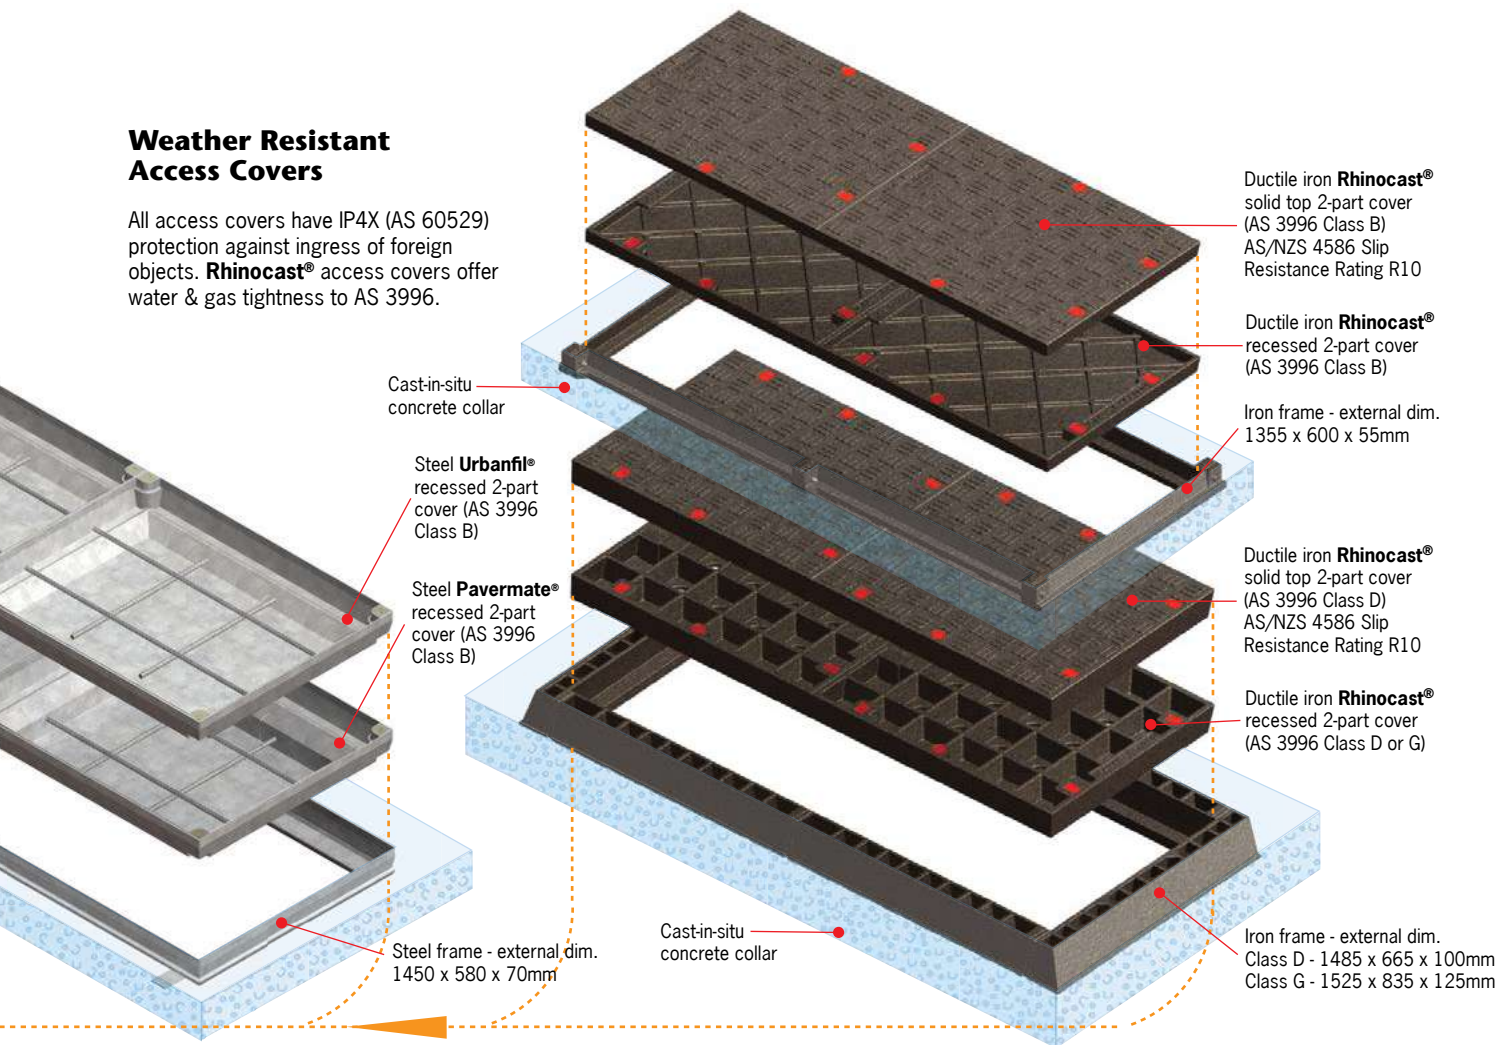 Weather Resistant
Access Covers
All access covers have IP4X (AS 60529)
protection against ingress of foreign
objects. Rhinocast® access covers offer
water & gas tightness to AS 3996.
Ductile iron Rhinocast®
solid top 2-part cover
(AS 3996 Class B)
AS/NZS 4586 Slip
Resistance Rating R10
Ductile iron Rhinocast®
recessed 2-part cover
(AS 3996 Class B)
Cast-in-situ
concrete collar
Iron frame - external dim.
1355 x 600 x 55mm
Steel Urbanfil®
recessed 2-part
cover (AS 3996
Class B)
Steel Pavermate®
recessed 2-part
cover (AS 3996
Class B)
Ductile iron Rhinocast®
solid top 2-part cover
(AS 3996 Class D)
AS/NZS 4586 Slip
Resistance Rating R10
Ductile iron Rhinocast®
recessed 2-part cover
(AS 3996 Class D or G)
Steel frame - external dim.
1450 x 580 x 70mm
Cast-in-situ
concrete collar
Iron frame - external dim.
Class D - 1485 x 665 x 100mm
Class G - 1525 x 835 x 125mm